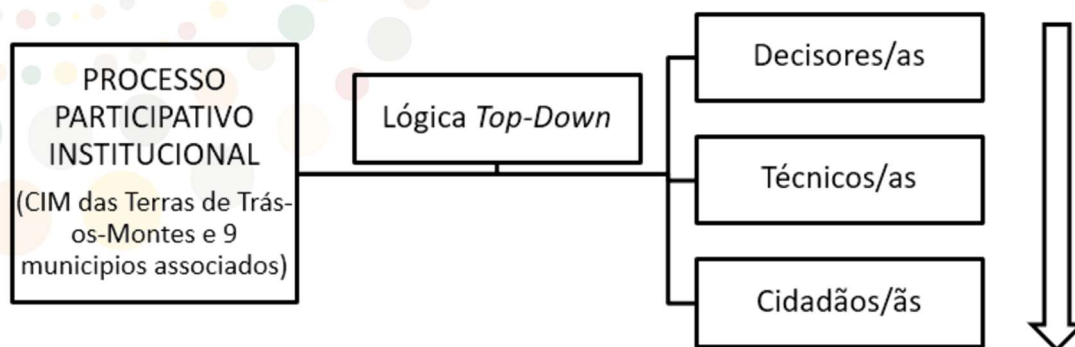 PROCESSO
PARTICIPATIVO
INSTITUCIONAL
(CIM das Terras de Trás-
os-Montes e 9
municipios associados)
Lógica Top-Down
Decisores/as
Técnicos/as
Cidadãos/ãs